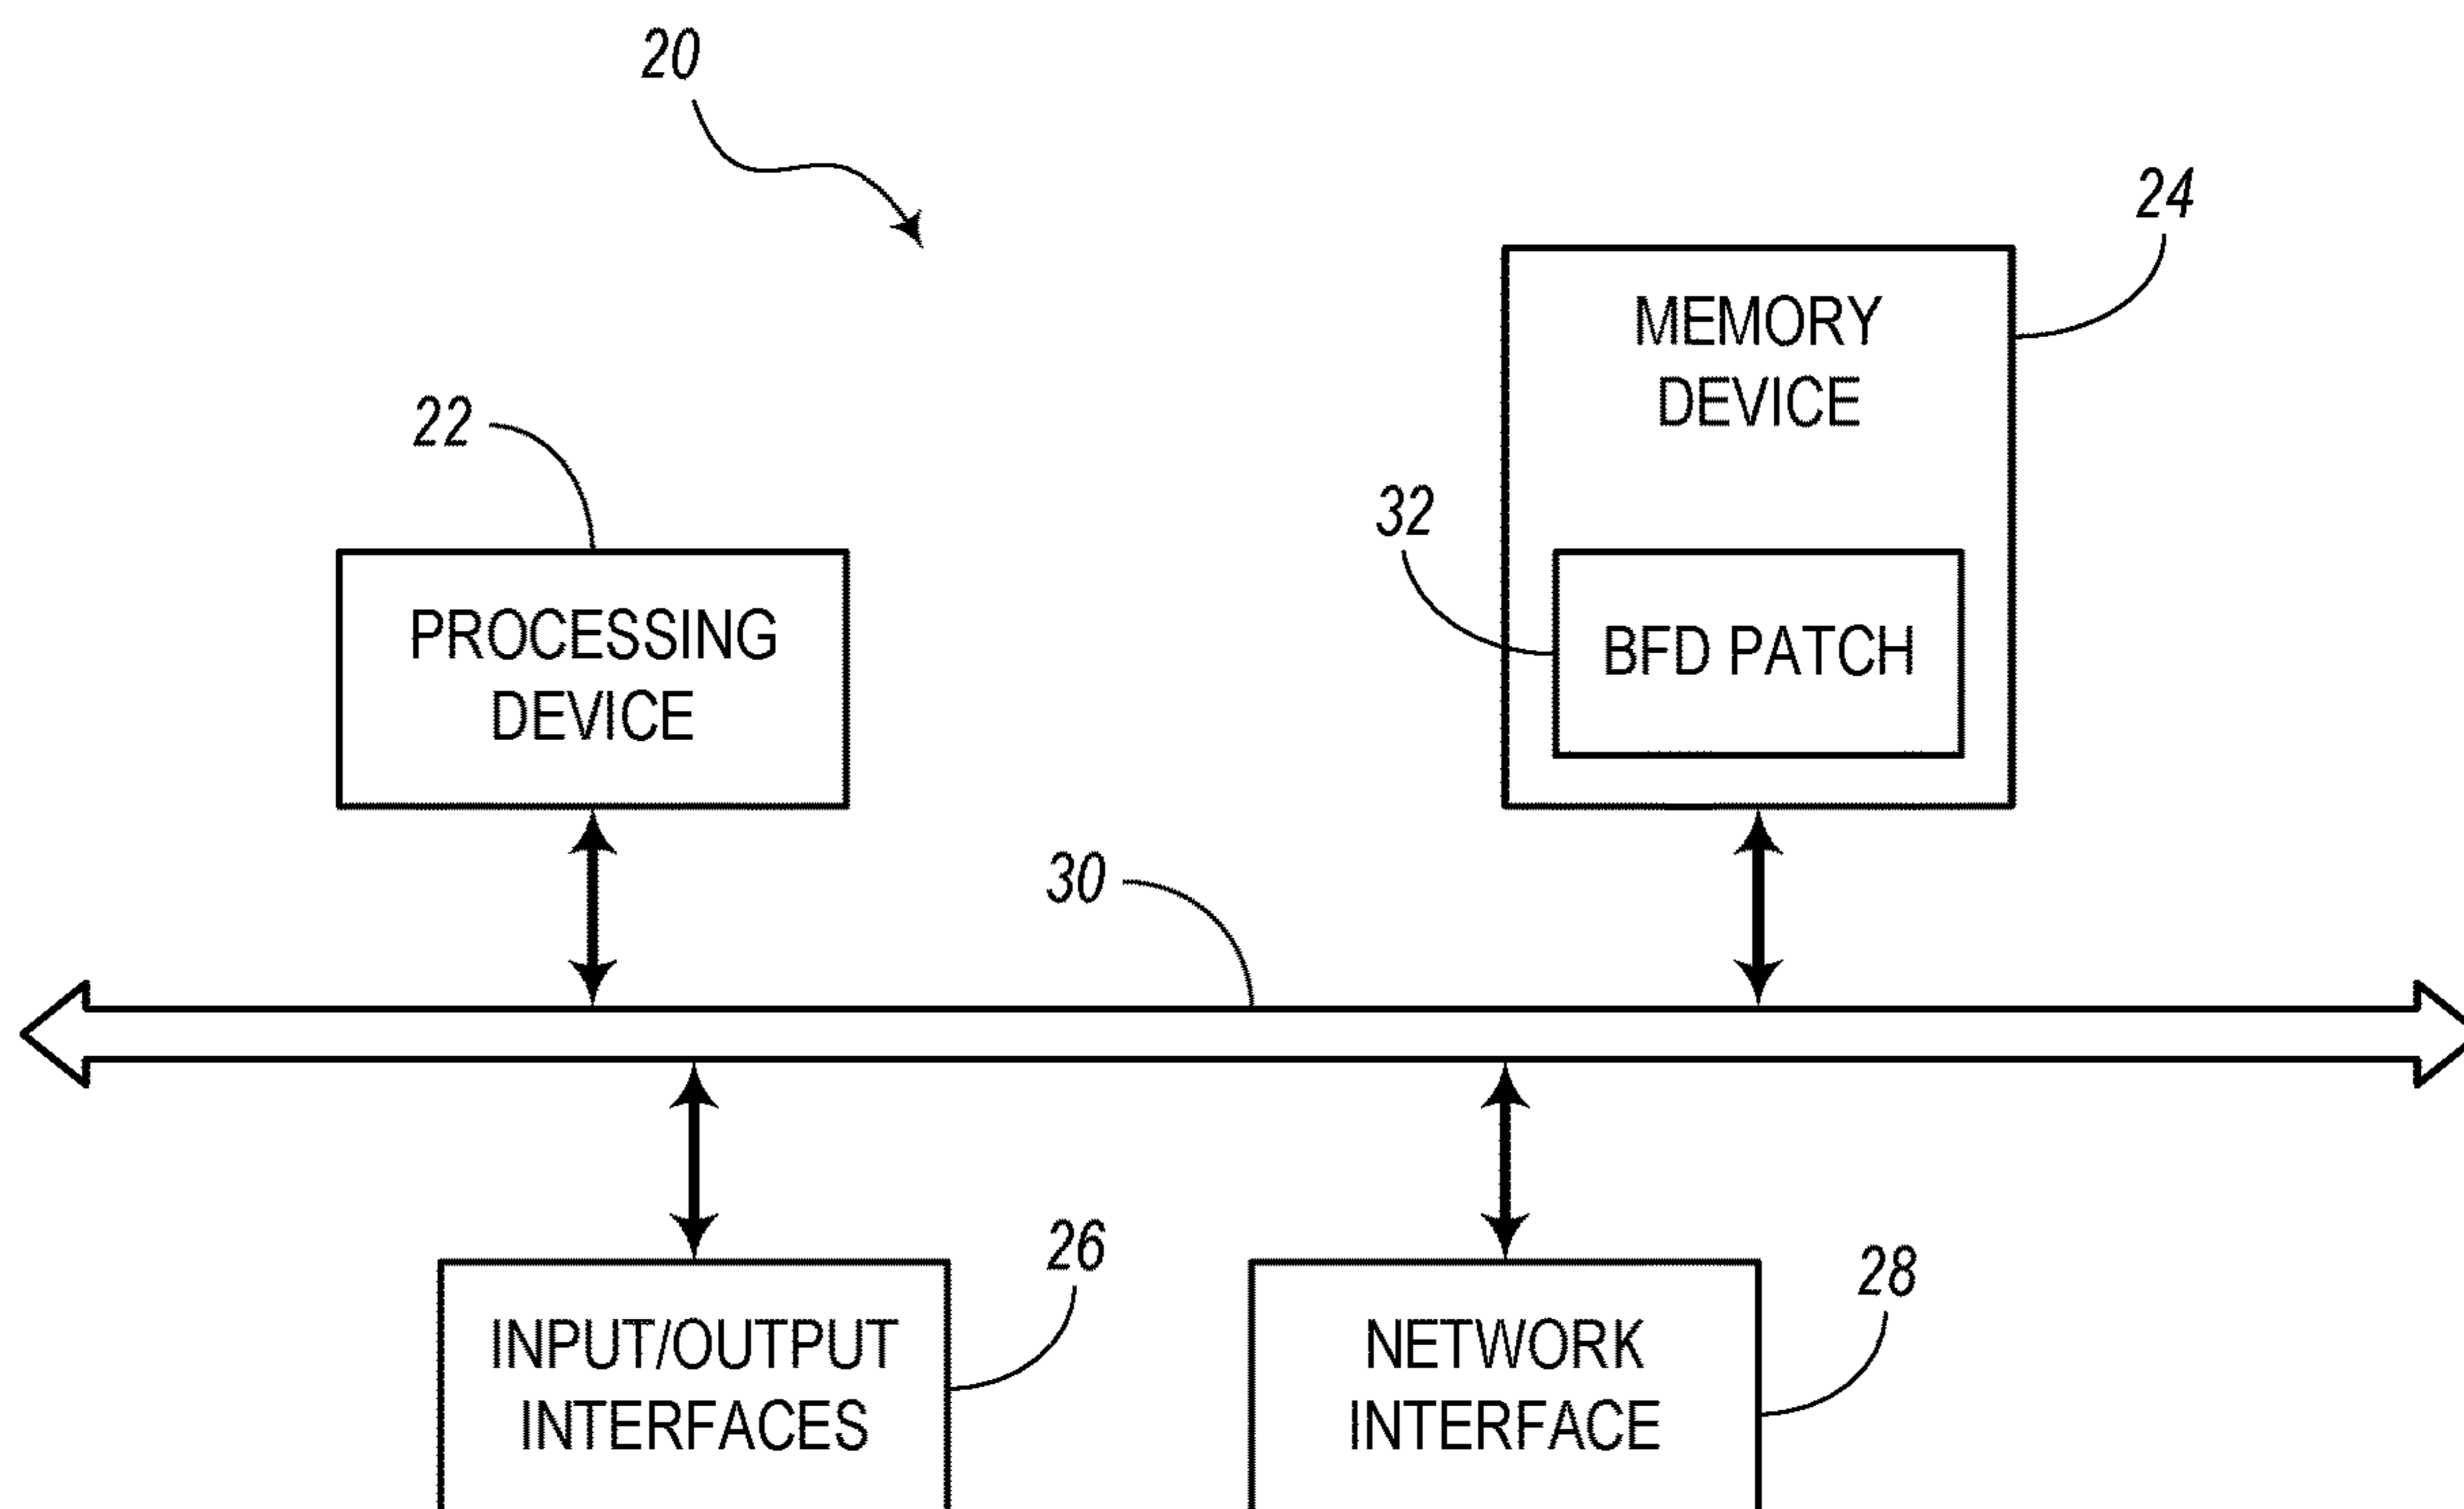 20
24
MEMORY
DEVICE
22
32
PROCESSING
DEVICE
BFD PATCH
30
26
28
INPUT/OUTPUT
INTERFACES
NETWORK
INTERFACE